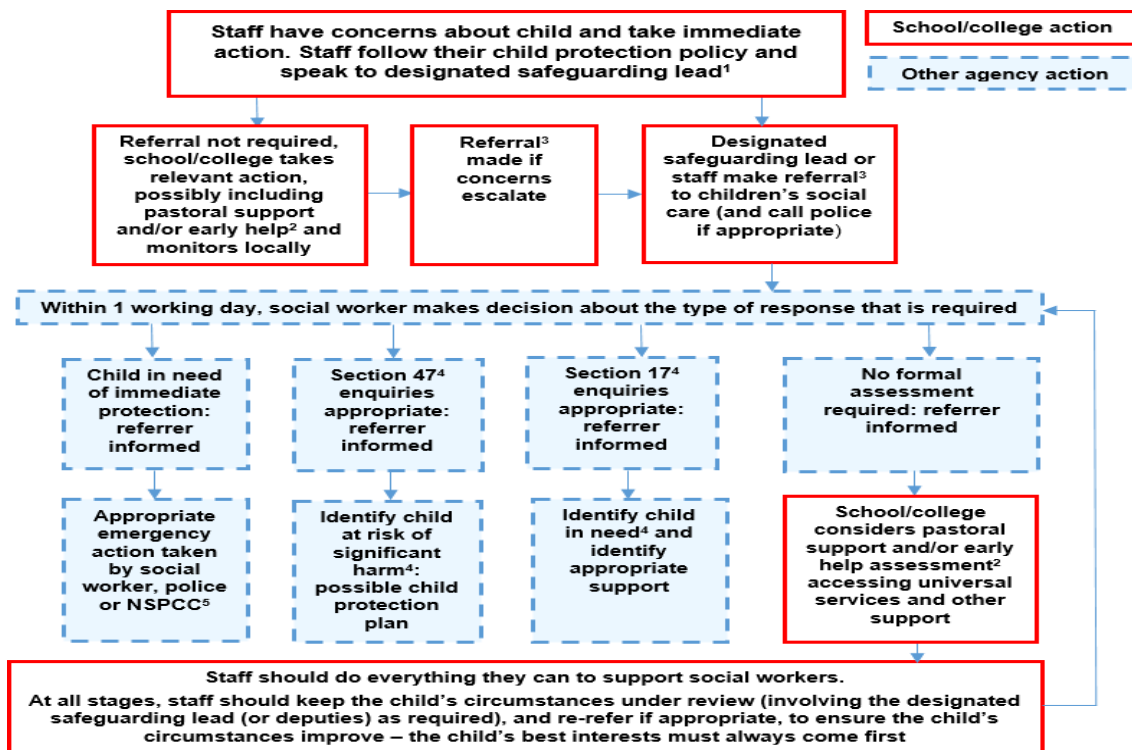 Staff have concerns about child and take immediate
action. Staff follow their child protection policy and
speak to designated safeguarding lead¹
School/college action
Other agency action
Referral not required,
school/college takes
relevant action,
possibly including
pastoral support
and/or early help² and
monitors locally
Referral³
made if
concerns
escalate
Designated
safeguarding lead or
staff make referral³
to children’s social
care (and call police
if appropriate)
Within 1 working day, social worker makes decision about the type of response that is required
Child in need
of immediate
protection:
referrer
informed
Section 47⁴
enquiries
appropriate:
referrer
informed
Section 17⁴
enquiries
appropriate:
referrer
informed
No formal
assessment
required: referrer
informed
Appropriate
emergency
action taken
by social
worker, police
or NSPCC⁵
Identify child
at risk of
significant
harm⁴:
possible child
protection
plan
Identify child
in need⁴ and
identify
appropriate
support
School/college
considers pastoral
support and/or early
help assessment²
accessing universal
services and other
support
Staff should do everything they can to support social workers.
At all stages, staff should keep the child’s circumstances under review (involving the designated
safeguarding lead (or deputies) as required), and re-refer if appropriate, to ensure the child’s
circumstances improve – the child’s best interests must always come first